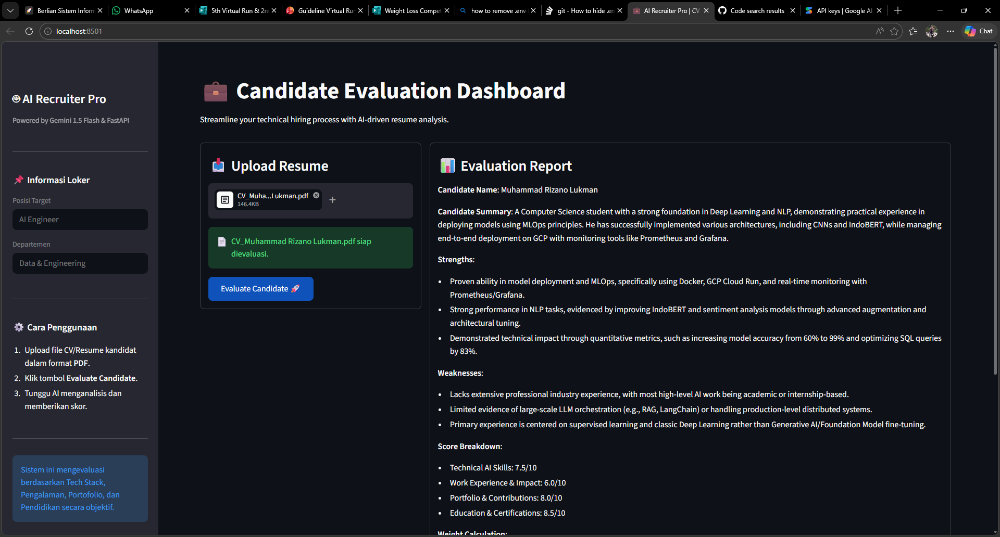 Berlian Sistem Inform
WhatsApp
5th Virtual Run & 2n
Guideline Virtual Run
Weight Loss Compet
how to remove .env
git - How to hide .en
AI Recruiter Pro | CV
Code search results
API keys | Google AI
localhost:8501
Chat
AI Recruiter Pro
Powered by Gemini 1.5 Flash & FastAPI
Informasi Loker
Posisi Target
AI Engineer
Departemen
Data & Engineering
Cara Penggunaan
1. Upload file CV/Resume kandidat
dalam format PDF.
2. Klik tombol Evaluate Candidate.
3. Tunggu AI menganalisis dan
memberikan skor.
Sistem ini mengevaluasi
berdasarkan Tech Stack,
Pengalaman, Portofolio, dan
Pendidikan secara objektif.
Candidate Evaluation Dashboard
Streamline your technical hiring process with AI-driven resume analysis.
Upload Resume
CV_Muha...Lukman.pdf
146.4KB
CV_Muhammad Rizano Lukman.pdf siap
dievaluasi.
Evaluate Candidate
Evaluation Report
Candidate Name: Muhammad Rizano Lukman
Candidate Summary: A Computer Science student with a strong foundation in Deep Learning and NLP, demonstrating practical experience in
deploying models using MLOps principles. He has successfully implemented various architectures, including CNNs and IndoBERT, while managing
end-to-end deployment on GCP with monitoring tools like Prometheus and Grafana.
Strengths:
• Proven ability in model deployment and MLOps, specifically using Docker, GCP Cloud Run, and real-time monitoring with
Prometheus/Grafana.
• Strong performance in NLP tasks, evidenced by improving IndoBERT and sentiment analysis models through advanced augmentation and
architectural tuning.
• Demonstrated technical impact through quantitative metrics, such as increasing model accuracy from 60% to 99% and optimizing SQL queries
by 83%.
Weaknesses:
• Lacks extensive professional industry experience, with most high-level AI work being academic or internship-based.
• Limited evidence of large-scale LLM orchestration (e.g., RAG, LangChain) or handling production-level distributed systems.
• Primary experience is centered on supervised learning and classic Deep Learning rather than Generative AI/Foundation Model fine-tuning.
Score Breakdown:
• Technical AI Skills: 7.5/10
• Work Experience & Impact: 6.0/10
• Portfolio & Contributions: 8.0/10
• Education & Certifications: 8.5/10
Weight Calculation: